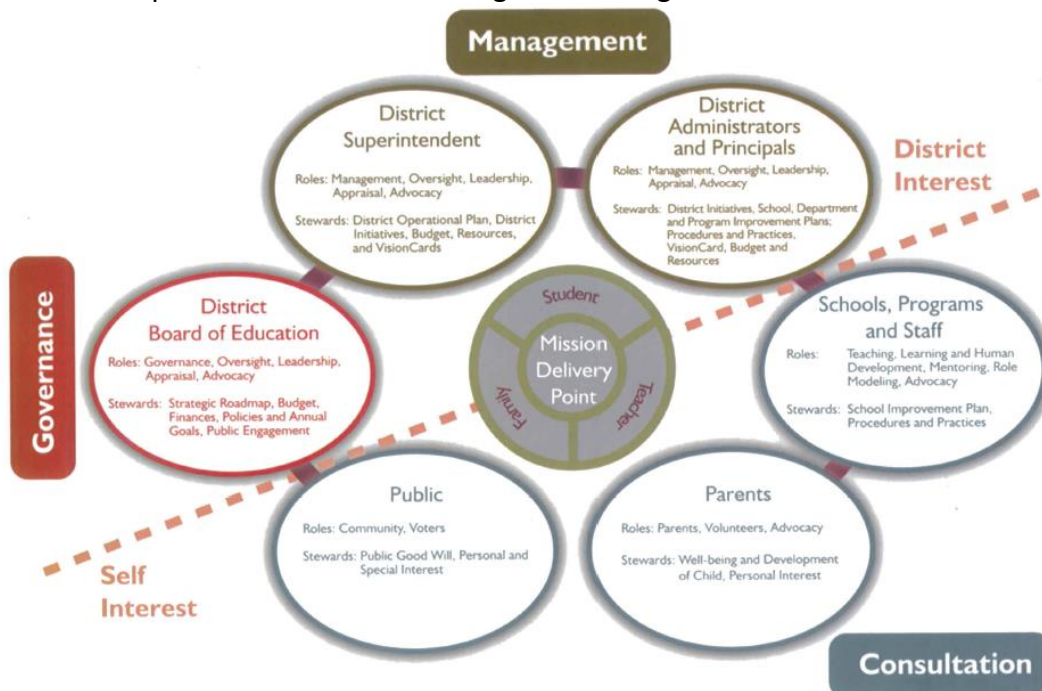 Management
District
Superintendent
Roles: Management, Oversight, Leadership,
Appraisal, Advocacy
Stewards: District Operational Plan, District
Initiatives, Budget, Resources,
and VisionCards
District
Administrators
and Principals
Roles: Management, Oversight, Leadership,
Appraisal, Advocacy
Stewards: District Initiatives, School, Department
and Program Improvement Plans;
Procedures and Practices,
VisionCard, Budget and
Resources
District
Interest
Governance
District
Board of Education
Roles: Governance, Oversight, Leadership,
Appraisal, Advocacy
Stewards: Strategic Roadmap, Budget,
Finances, Policies and Annual
Goals, Public Engagement
Student
Family
Teacher
Mission
Delivery
Point
Schools, Programs
and Staff
Roles: Teaching, Learning and Human
Development, Mentoring, Role
Modeling, Advocacy
Stewards: School Improvement Plan,
Procedures and Practices
Public
Roles: Community, Voters
Stewards: Public Good Will, Personal and
Special Interest
Parents
Roles: Parents, Volunteers, Advocacy
Stewards: Well-being and Development
of Child, Personal Interest
Self
Interest
Consultation